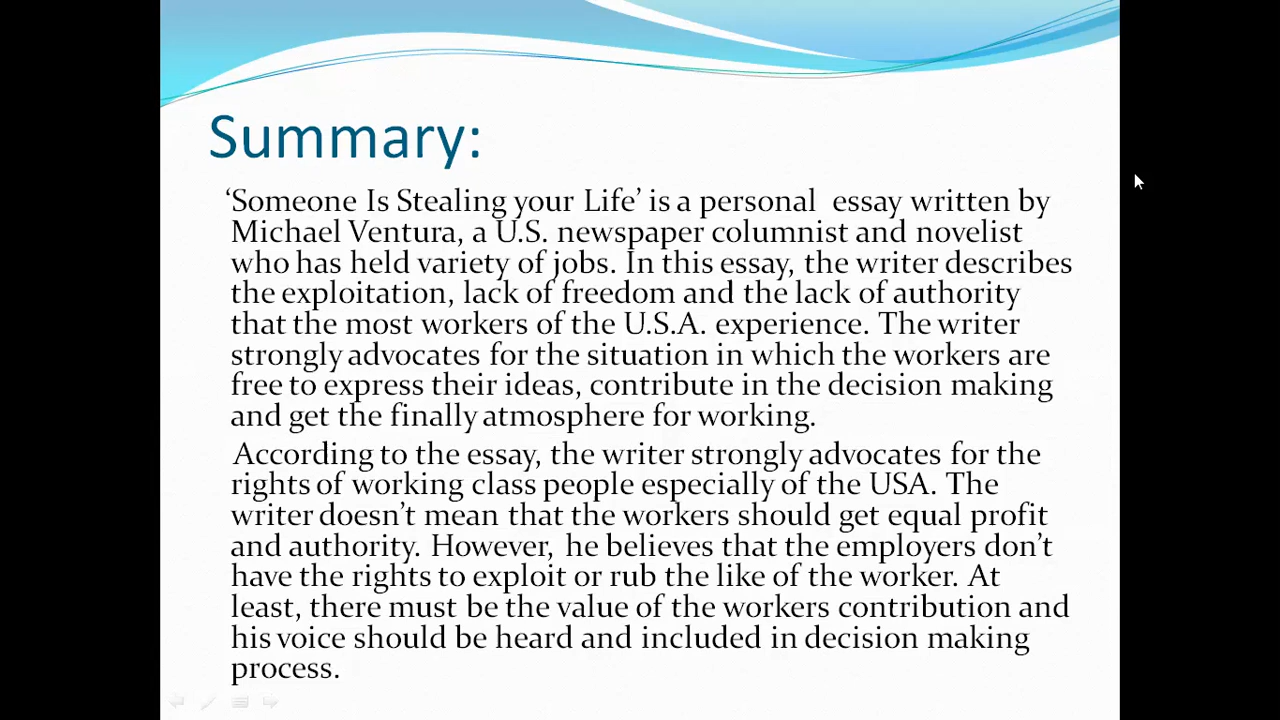 Summary:
‘Someone Is Stealing your Life’ is a personal essay written by
Michael Ventura, a U.S. newspaper columnist and novelist
who has held variety of jobs. In this essay, the writer describes
the exploitation, lack of freedom and the lack of authority
that the most workers of the U.S.A. experience. The writer
strongly advocates for the situation in which the workers are
free to express their ideas, contribute in the decision making
and get the finally atmosphere for working.
According to the essay, the writer strongly advocates for the
rights of working class people especially of the USA. The
writer doesn’t mean that the workers should get equal profit
and authority. However, he believes that the employers don’t
have the rights to exploit or rub the like of the worker. At
least, there must be the value of the workers contribution and
his voice should be heard and included in decision making
process.